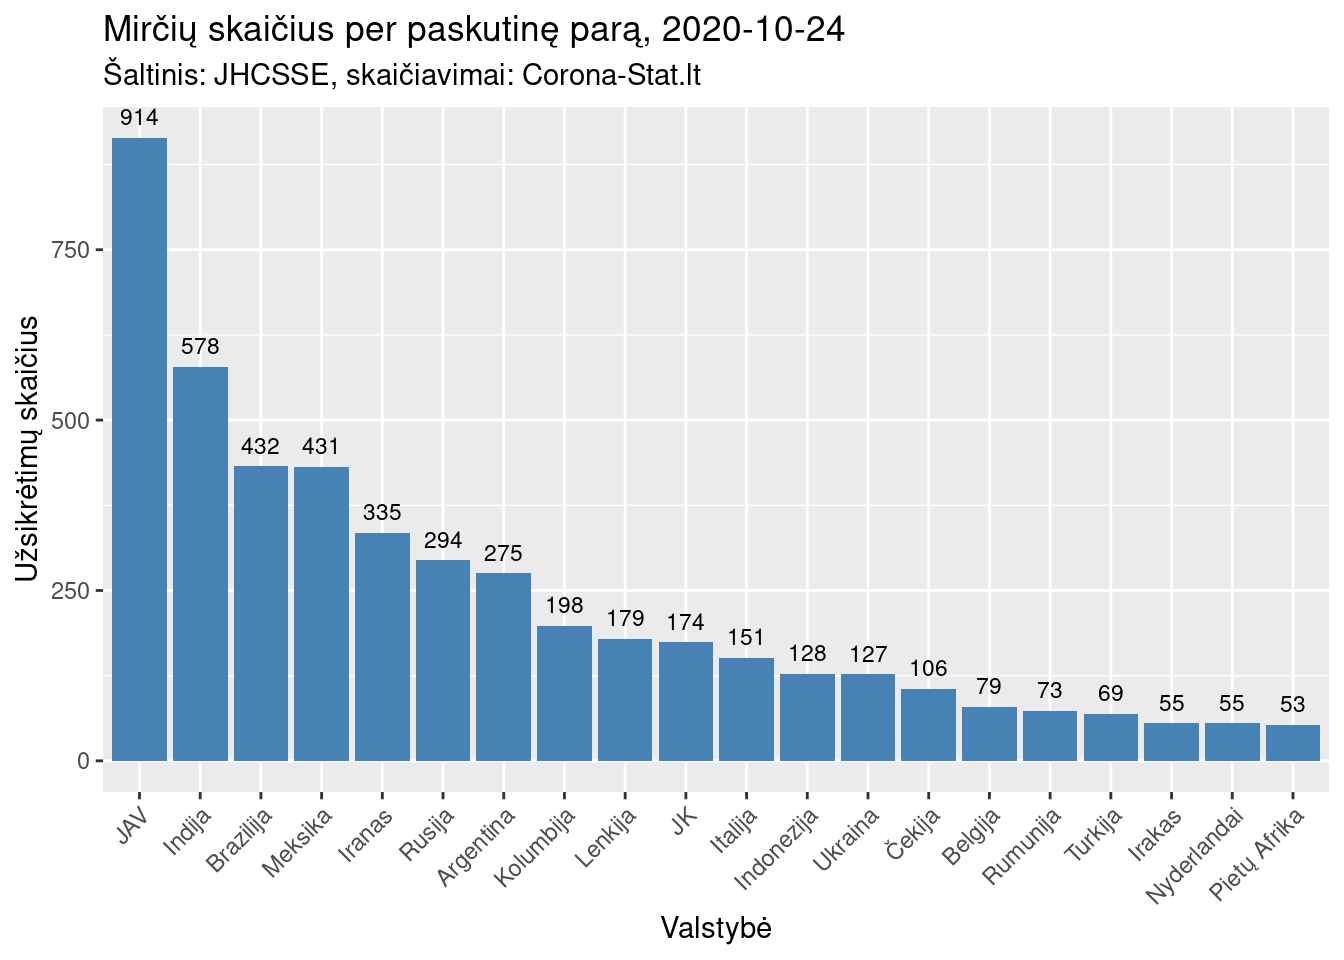 Mirčių skaičius per paskutinę parą, 2020-10-24
Šaltinis: JHCSSE, skaičiavimai: Corona-Stat.lt
Užsikrėtimų skaičius
750
500
250
0
914
578
432
431
335
294
275
198
179
174
151
128
127
106
79
73
69
55
55
53
JAV
Indija
Brazilija
Meksika
Iranas
Rusija
Argentina
Kolumbija
Lenkija
JK
Italija
Indonezija
Ukraina
Čekija
Belgija
Rumunija
Turkija
Irakas
Nyderlandai
Pietų Afrika
Valstybė